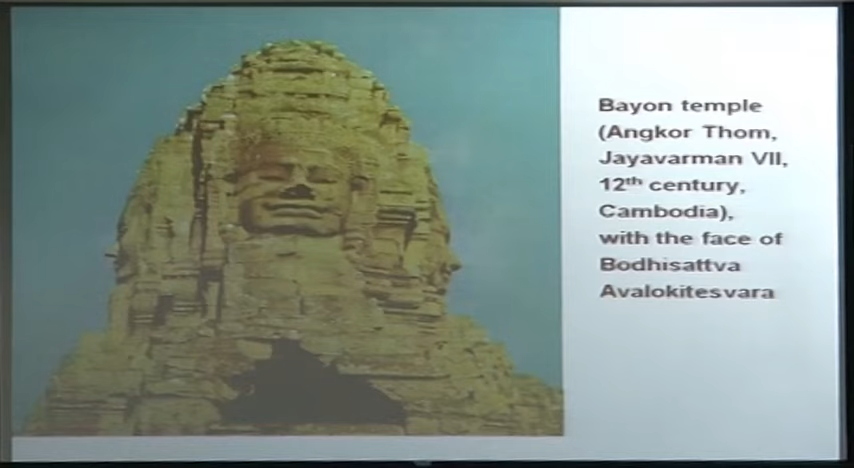 Bayon temple
(Angkor Thom,
Jayavarman VII,
12th century,
Cambodia),
with the face of
Bodhisattva
Avalokitesvara